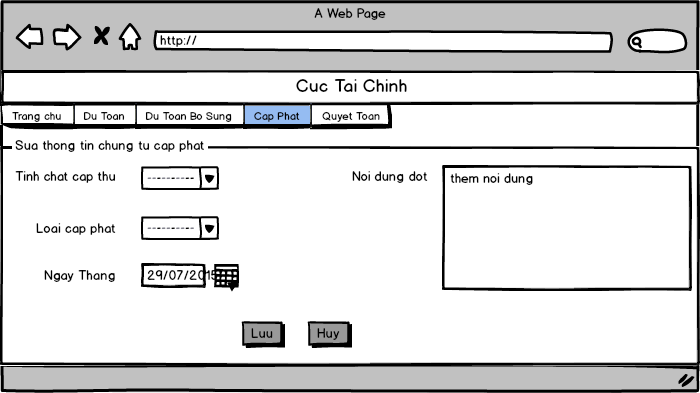 A Web Page
http://
Cuc Tai Chinh
Trang chu Du Toan Du Toan Bo Sung Cap Phat Quyet Toan
Sua thong tin chung tu cap phat
Tinh chat cap thu ---------- Noi dung dot them noi dung
Loai cap phat ----------
Ngay Thang 29/07/2015
Luu Huy